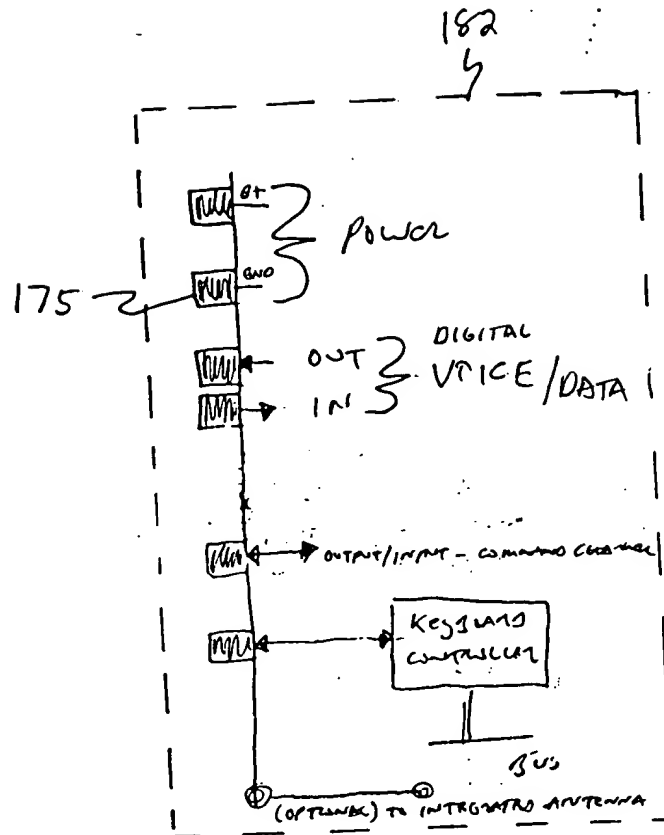 182
B+
POWER
GND
175
OUT
IN
DIGITAL
VOICE/DATA
OUTPUT/INPUT - COMMAND CHANNEL
KEYBOARD
CONTROLLER
BUS
(OPTIONAL) TO INTEGRATED ANTENNA